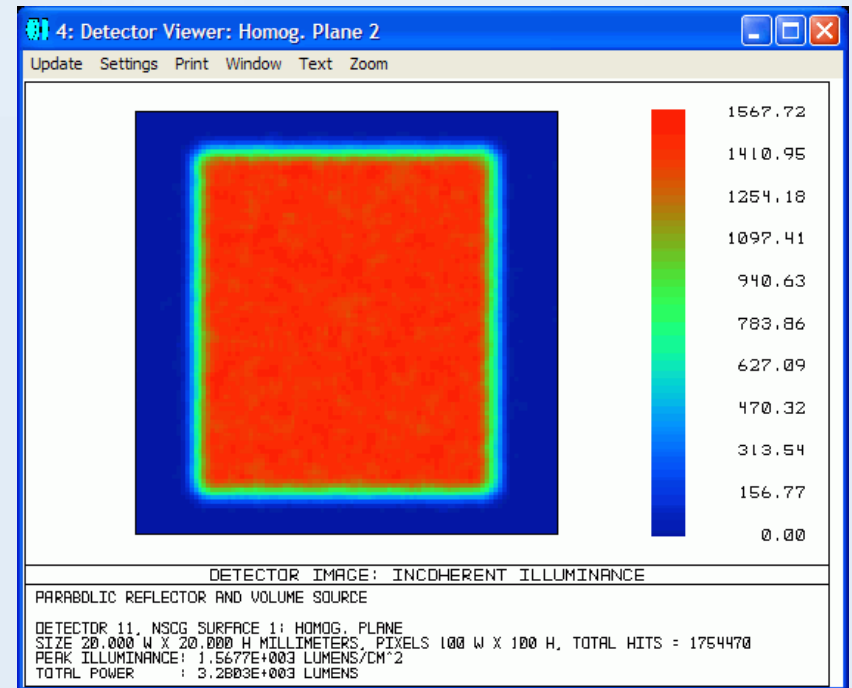 4: Detector Viewer: Homog. Plane 2
Update Settings Print Window Text Zoom
1567.72
1410.95
1254.18
1097.41
940.63
783.86
627.09
470.32
313.54
156.77
0.00
DETECTOR IMAGE: INCOHERENT ILLUMINANCE
PARABOLIC REFLECTOR AND VOLUME SOURCE
DETECTOR 11, NSCG SURFACE 1: HOMOG. PLANE
SIZE 20.000 W X 20.000 H MILLIMETERS, PIXELS 100 W X 100 H, TOTAL HITS = 1754470
PEAK ILLUMINANCE: 1.5677E+003 LUMENS/CM^2
TOTAL POWER : 3.2803E+003 LUMENS